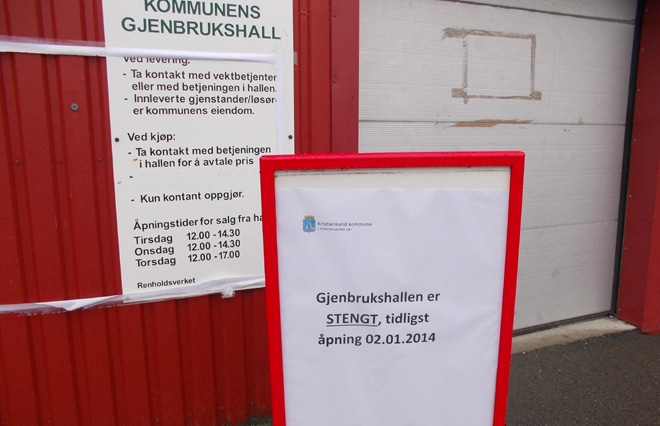 KOMMUNENS
GJENBRUKSHALL
Ved levering:
- Ta kontakt med vektbetjenten
eller med betjeningen i hallen.
- Innleverte gjenstander/løsøre
er kommunens eiendom.
Ved kjøp:
- Ta kontakt med betjeningen
i hallen for å avtale pris
- Kun kontant oppgjør.
Åpningstider for salg fra ha
Tirsdag 12.00 -14.30
Onsdag 12.00 -14.30
Torsdag 12.00 -17.00
Renholdsverket
Kristiansund kommune
Gjenbrukshallen er
STENGT, tidligst
åpning 02.01.2014